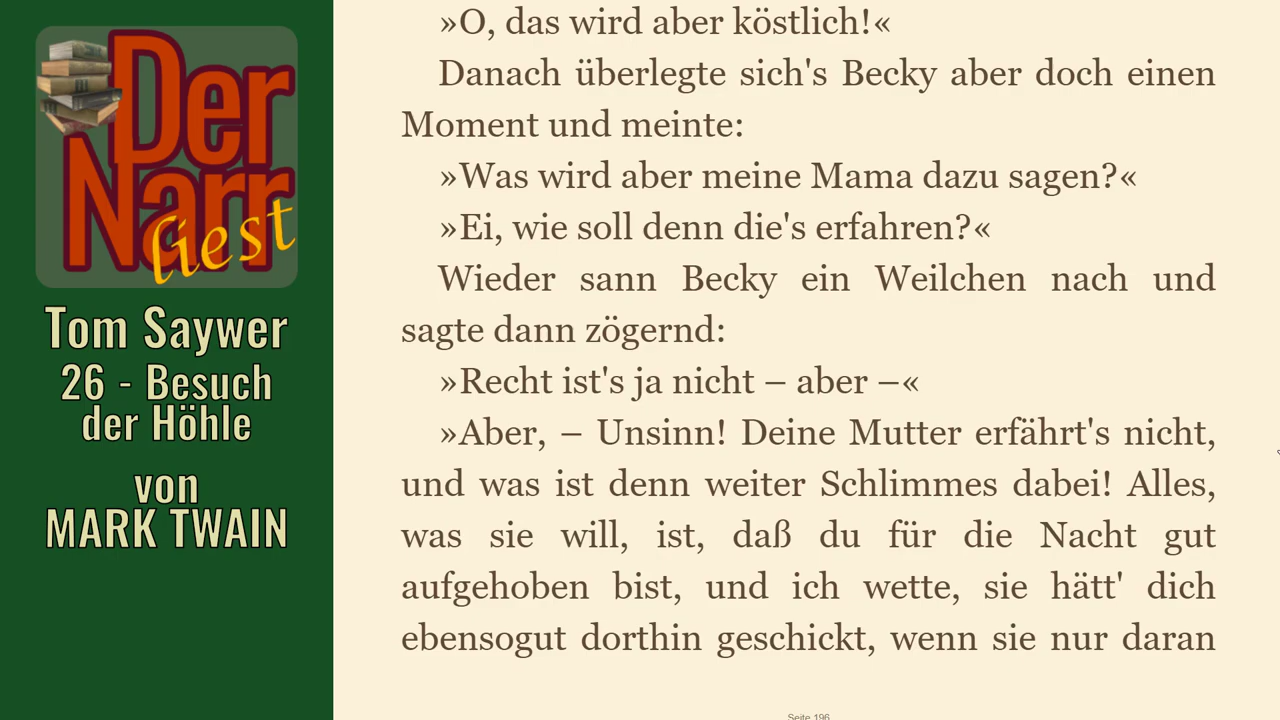 Der
Narr
liest
Tom Saywer
26 - Besuch
der Höhle
von
MARK TWAIN
»O, das wird aber köstlich!«
Danach überlegte sich's Becky aber doch einen
Moment und meinte:
»Was wird aber meine Mama dazu sagen?«
»Ei, wie soll denn die's erfahren?«
Wieder sann Becky ein Weilchen nach und
sagte dann zögernd:
»Recht ist's ja nicht – aber –«
»Aber, – Unsinn! Deine Mutter erfährt's nicht,
und was ist denn weiter Schlimmes dabei! Alles,
was sie will, ist, daß du für die Nacht gut
aufgehoben bist, und ich wette, sie hätt' dich
ebensogut dorthin geschickt, wenn sie nur daran
Seite 196